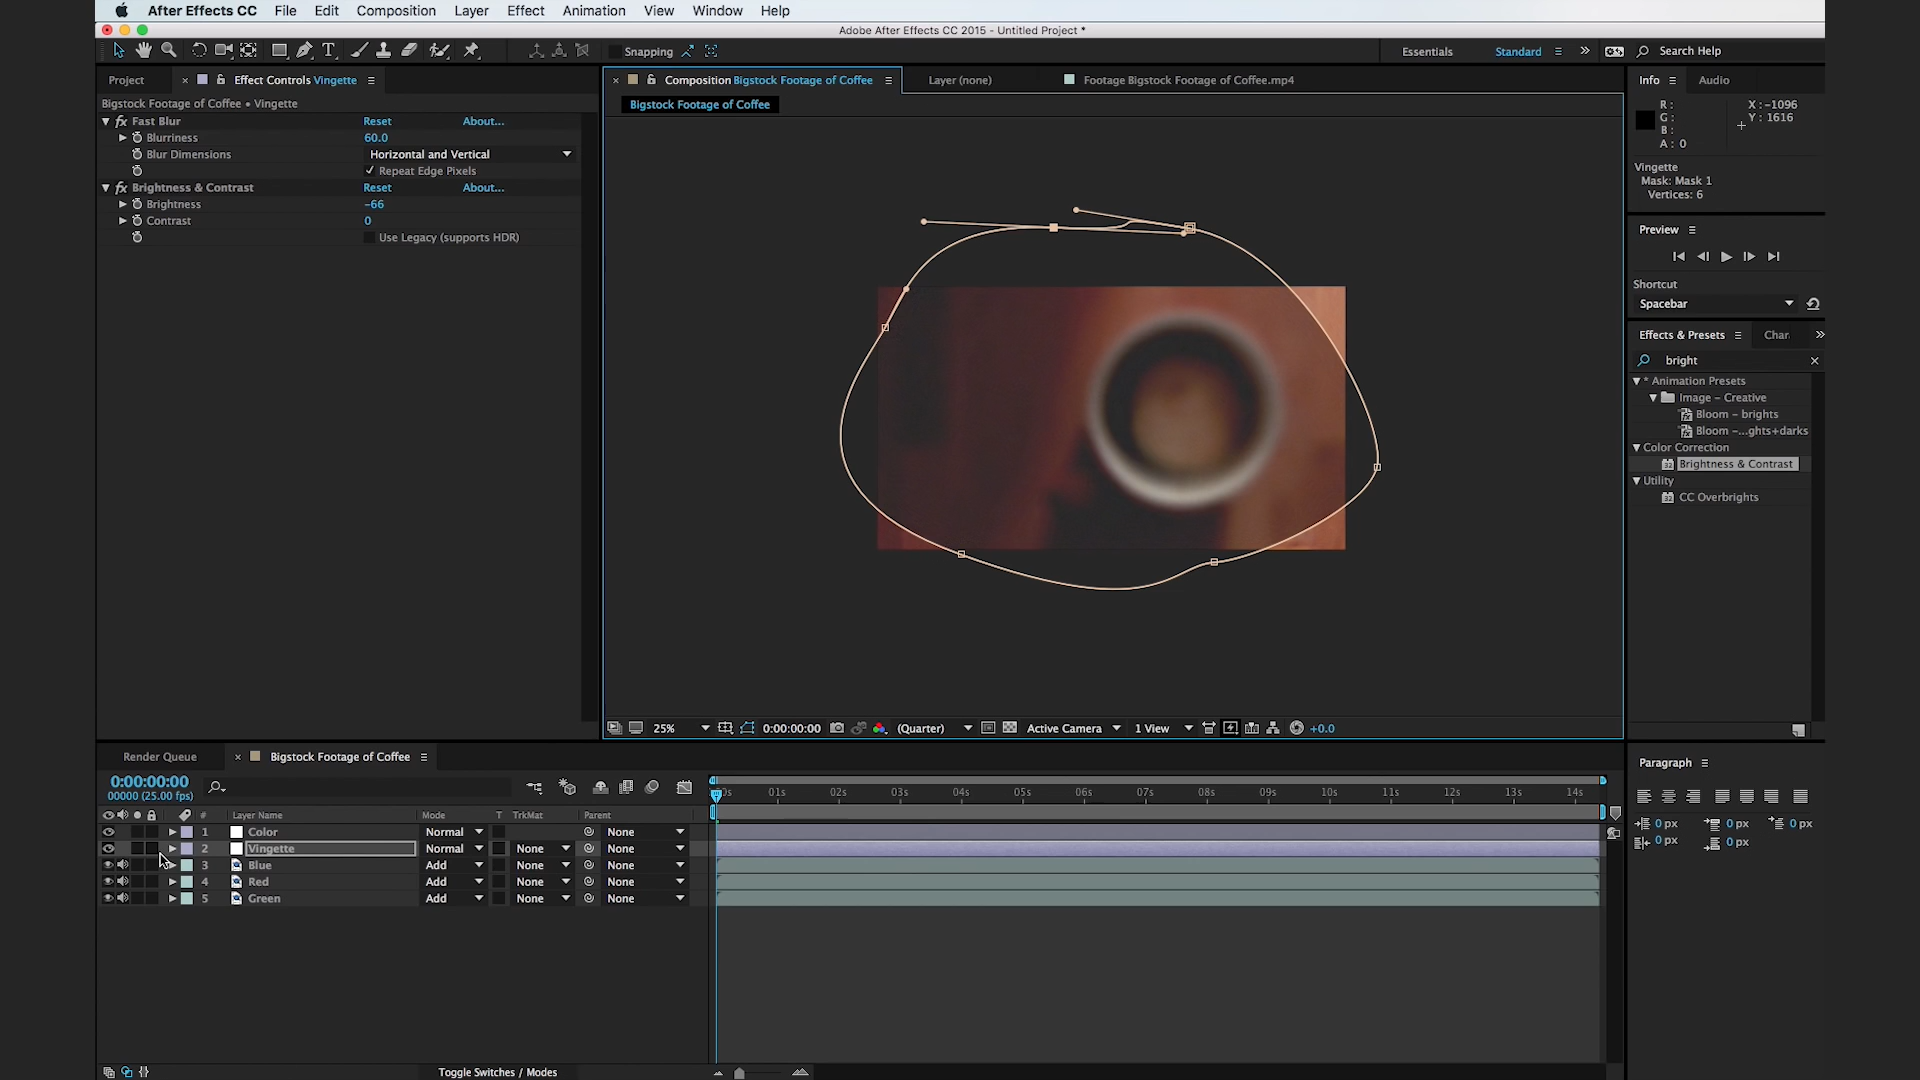 After Effects CC File Edit Composition Layer Effect Animation View Window Help
Adobe After Effects CC 2015 - Untitled Project *
Snapping Essentials Standard Search Help
Project Effect Controls Vingette
Bigstock Footage of Coffee • Vingette
fx Fast Blur Reset About...
Blurriness 60.0
Blur Dimensions Horizontal and Vertical
Repeat Edge Pixels
fx Brightness & Contrast Reset About...
Brightness -66
Contrast 0
Use Legacy (supports HDR)
Composition Bigstock Footage of Coffee Layer (none) Footage Bigstock Footage of Coffee.mp4
Bigstock Footage of Coffee
25% 0:00:00:00 (Quarter) Active Camera 1 View +0.0
Info Audio
R: X: -1096
G: Y: 1616
B:
A: 0
Vingette
Mask: Mask 1
Vertices: 6
Preview
Shortcut
Spacebar
Effects & Presets Char
bright
* Animation Presets
Image - Creative
Bloom - brights
Bloom -...ghts+darks
Color Correction
Brightness & Contrast
Utility
CC Overbrights
Render Queue Bigstock Footage of Coffee
0:00:00:00
00000 (25.00 fps)
01s 02s 03s 04s 05s 06s 07s 08s 09s 10s 11s 12s 13s 14s
# Layer Name Mode T TrkMat Parent
1 Color Normal None
2 Vingette Normal None None
3 Blue Add None None
4 Red Add None None
5 Green Add None None
Toggle Switches / Modes
Paragraph
0 px 0 px 0 px
0 px 0 px